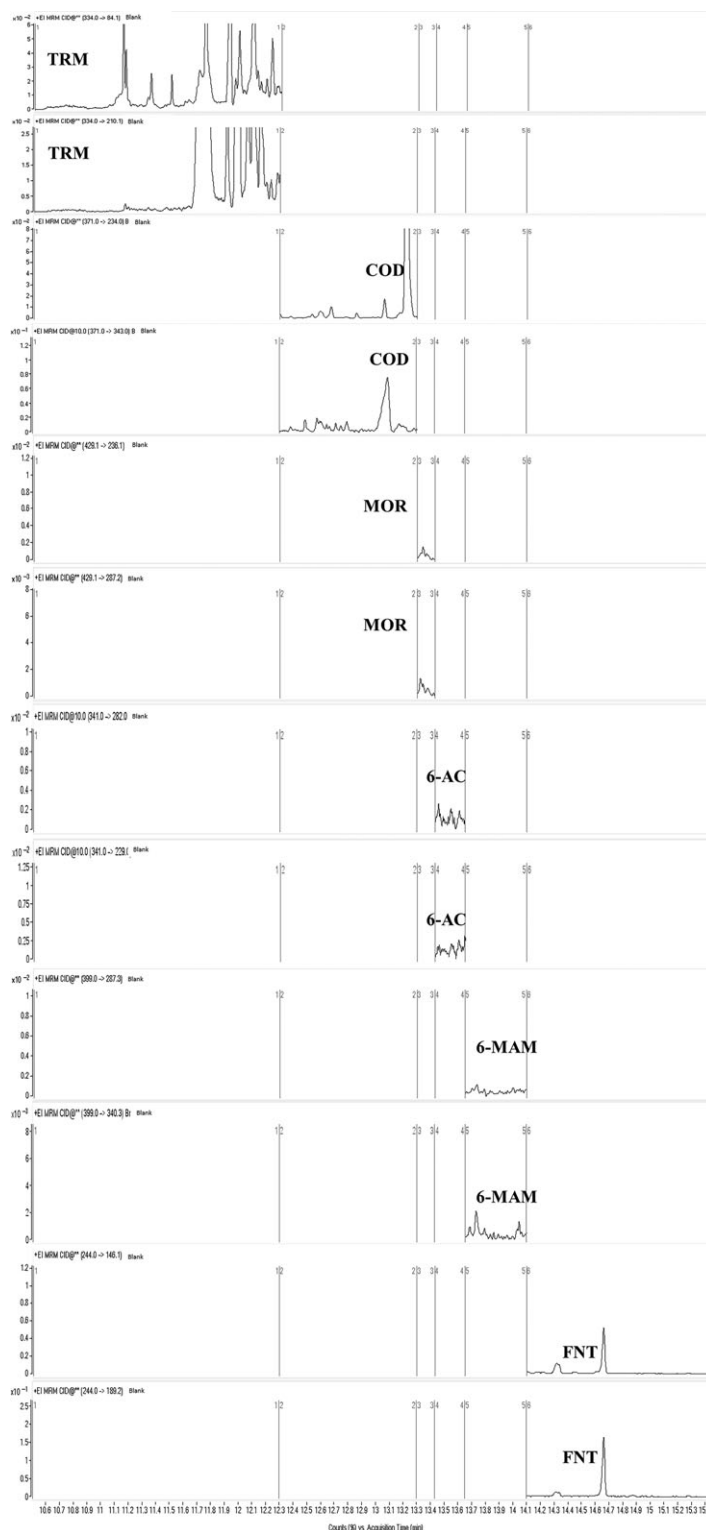 x10 -2 +EI MRM CID@** (334.0 -> 84.1) Blank
TRM
x10 -2 +EI MRM CID@** (334.0 -> 210.1) Blank
TRM
x10 -2 +EI MRM CID@** (371.0 -> 234.0) B Blank
COD
x10 -1 +EI MRM CID@10.0 (371.0 -> 343.0) B Blank
COD
x10 -2 +EI MRM CID@** (429.1 -> 236.1) Blank
MOR
x10 -3 +EI MRM CID@** (429.1 -> 287.2) Blank
MOR
x10 -2 +EI MRM CID@10.0 (341.0 -> 282.0 Blank
6-AC
x10 -2 +EI MRM CID@10.0 (341.0 -> 229.( Blank
6-AC
x10 -2 +EI MRM CID@** (399.0 -> 287.3) Blank
6-MAM
+EI MRM CID@** (399.0 -> 340.3) Br Blank
6-MAM
+EI MRM CID@** (244.0 -> 146.1) Blank
FNT
x10 -1 +EI MRM CID@** (244.0 -> 189.2) Blank
FNT
10.6 10.7 10.8 10.9 11 11.1 11.2 11.3 11.4 11.5 11.6 11.7 11.8 11.9 12 12.1 12.2 12.3 12.4 12.5 12.6 12.7 12.8 12.9 13 13.1 13.2 13.3 13.4 13.5 13.6 13.7 13.8 13.9 14 14.1 14.2 14.3 14.4 14.5 14.6 14.7 14.8 14.9 15 15.1 15.2 15.3 15.4
Counts (%) vs. Acquisition Time (min)